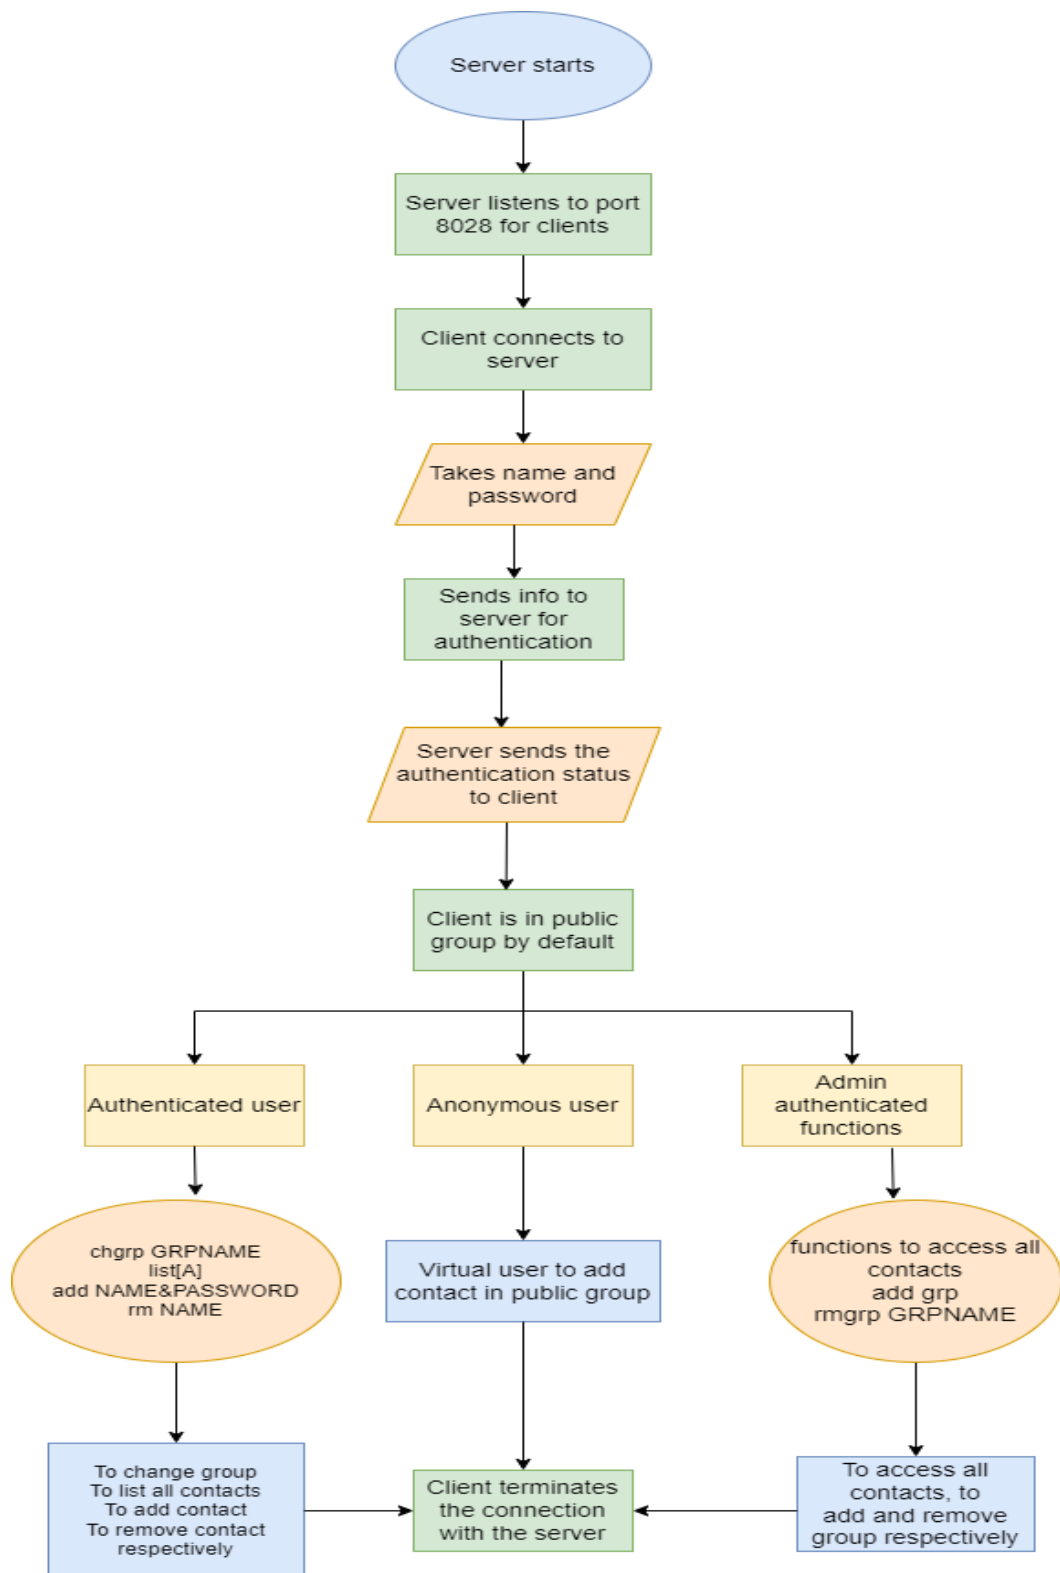 Server starts
Server listens to port
8028 for clients
Client connects to
server
Takes name and
password
Sends info to
server for
authentication
Server sends the
authentication status
to client
Client is in public
group by default
Authenticated user
Anonymous user
Admin
authenticated
functions
chgrp GRPNAME
list[A]
add NAME&PASSWORD
rm NAME
Virtual user to add
contact in public group
functions to access all
contacts
add grp
rmgrp GRPNAME
To change group
To list all contacts
To add contact
To remove contact
respectively
Client terminates
the connection
with the server
To access all
contacts, to
add and remove
group respectively